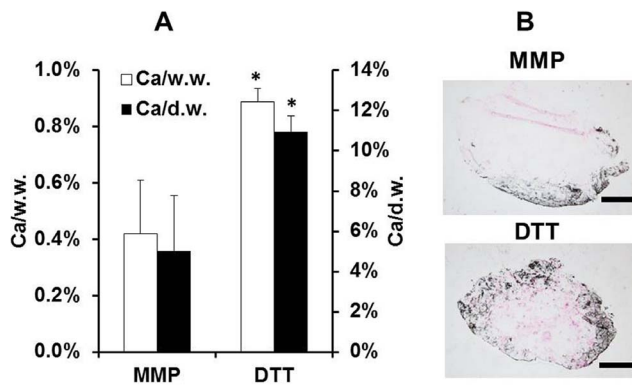 A
B
Ca/w.w.
1.0%
0.8%
0.6%
0.4%
0.2%
0.0%
Ca/w.w.
Ca/d.w.
*
*
14%
12%
10%
8%
6%
4%
2%
0%
Ca/d.w.
MMP
DTT
MMP
DTT